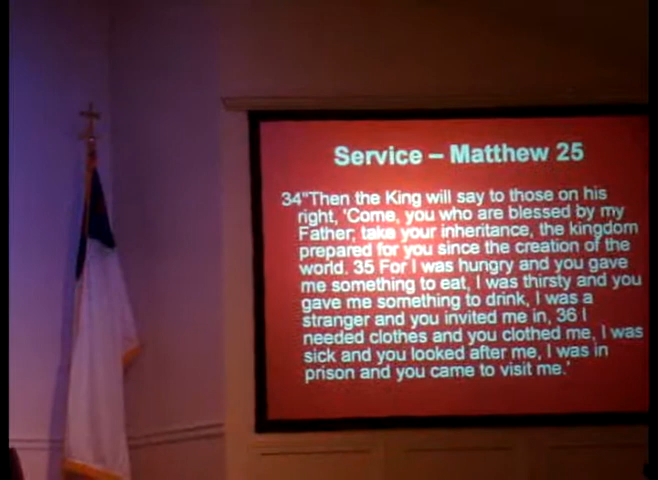 Service – Matthew 25
34"Then the King will say to those on his
right, 'Come, you who are blessed by my
Father; take your inheritance, the kingdom
prepared for you since the creation of the
world. 35 For I was hungry and you gave
me something to eat, I was thirsty and you
gave me something to drink, I was a
stranger and you invited me in, 36 I
needed clothes and you clothed me, I was
sick and you looked after me, I was in
prison and you came to visit me.'